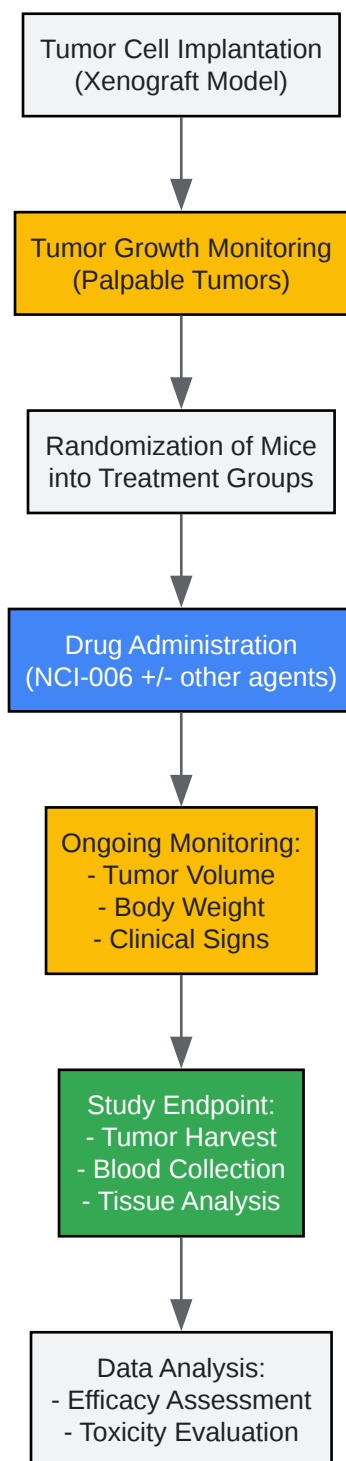 Tumor Cell Implantation
(Xenograft Model)
Tumor Growth Monitoring
(Palpable Tumors)
Randomization of Mice
into Treatment Groups
Drug Administration
(NCI-006 +/- other agents)
Ongoing Monitoring:
- Tumor Volume
- Body Weight
- Clinical Signs
Study Endpoint:
- Tumor Harvest
- Blood Collection
- Tissue Analysis
Data Analysis:
- Efficacy Assessment
- Toxicity Evaluation